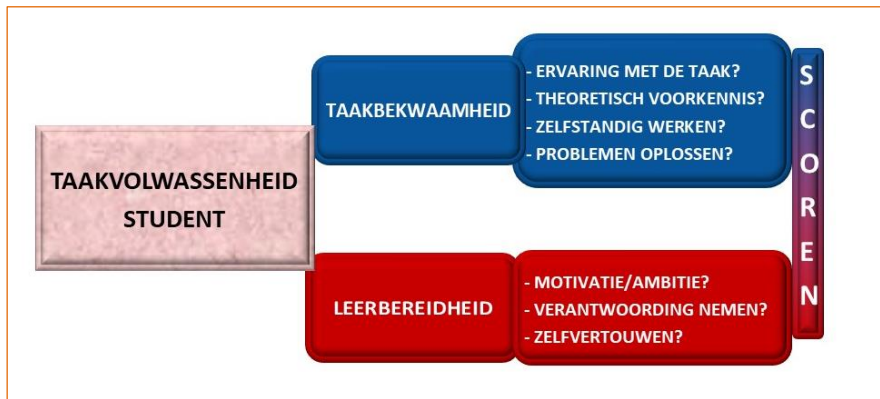 TAAKVOLWASSENHEID
STUDENT
TAAKBEKWAAMHEID
- ERVARING MET DE TAAK?
- THEORETISCH VOORKENNIS?
- ZELFSTANDIG WERKEN?
- PROBLEMEN OPLOSSEN?
LEERBEREIDHEID
- MOTIVATIE/AMBITIE?
- VERANTWOORDING NEMEN?
- ZELFVERTOUWEN?
SCOREN